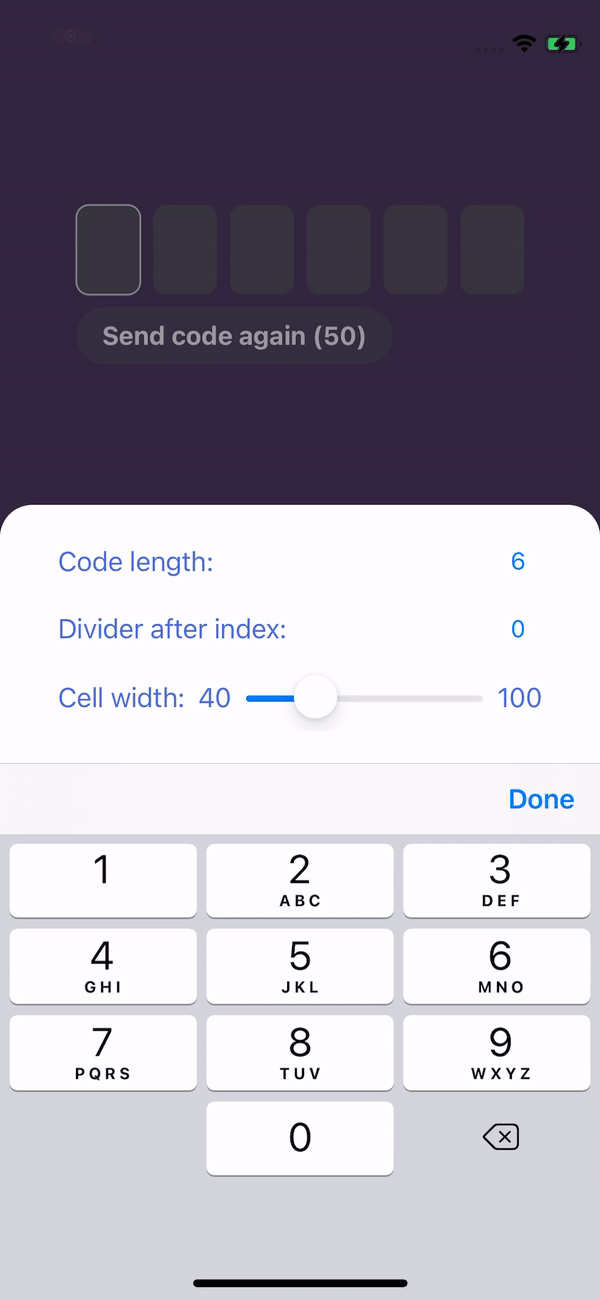 Send code again (50)
Code length: 6
Divider after index: 0
Cell width: 40 100
Done
1 2 3
ABC DEF
4 5 6
GHI JKL MNO
7 8 9
PQRS TUV WXYZ
0